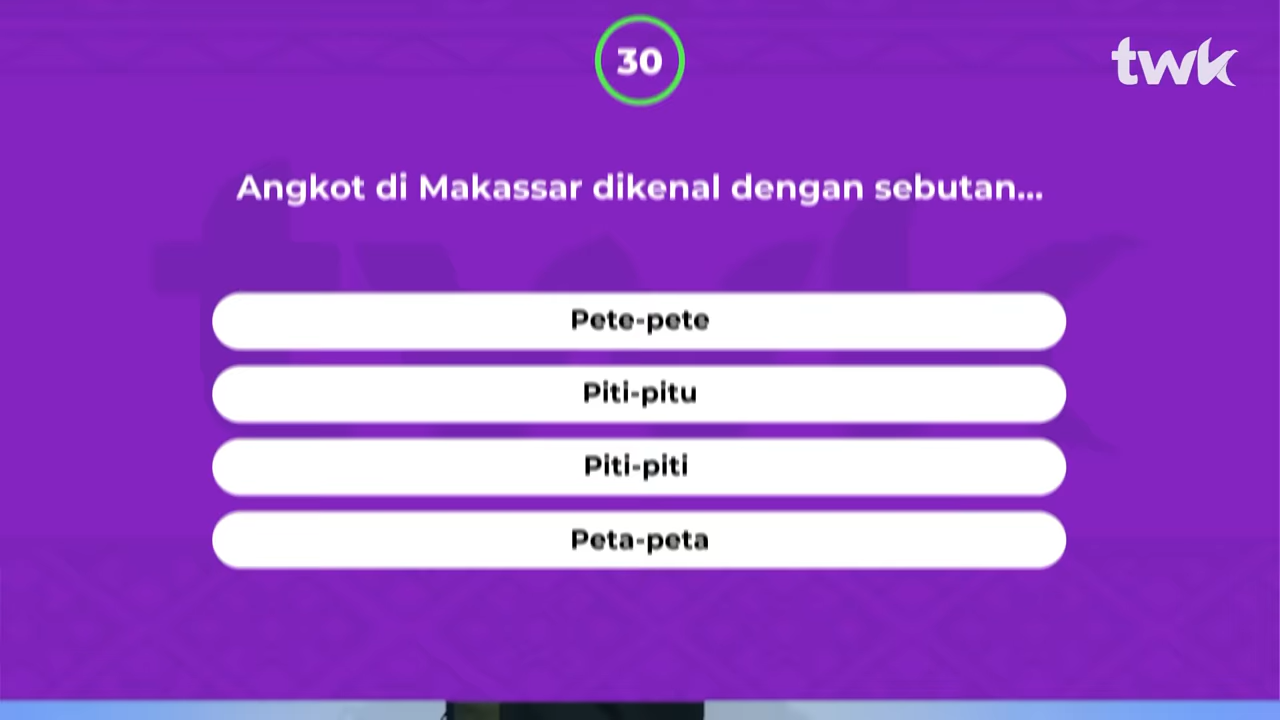 30
twk
Angkot di Makassar dikenal dengan sebutan...
Pete-pete
Piti-pitu
Piti-piti
Peta-peta